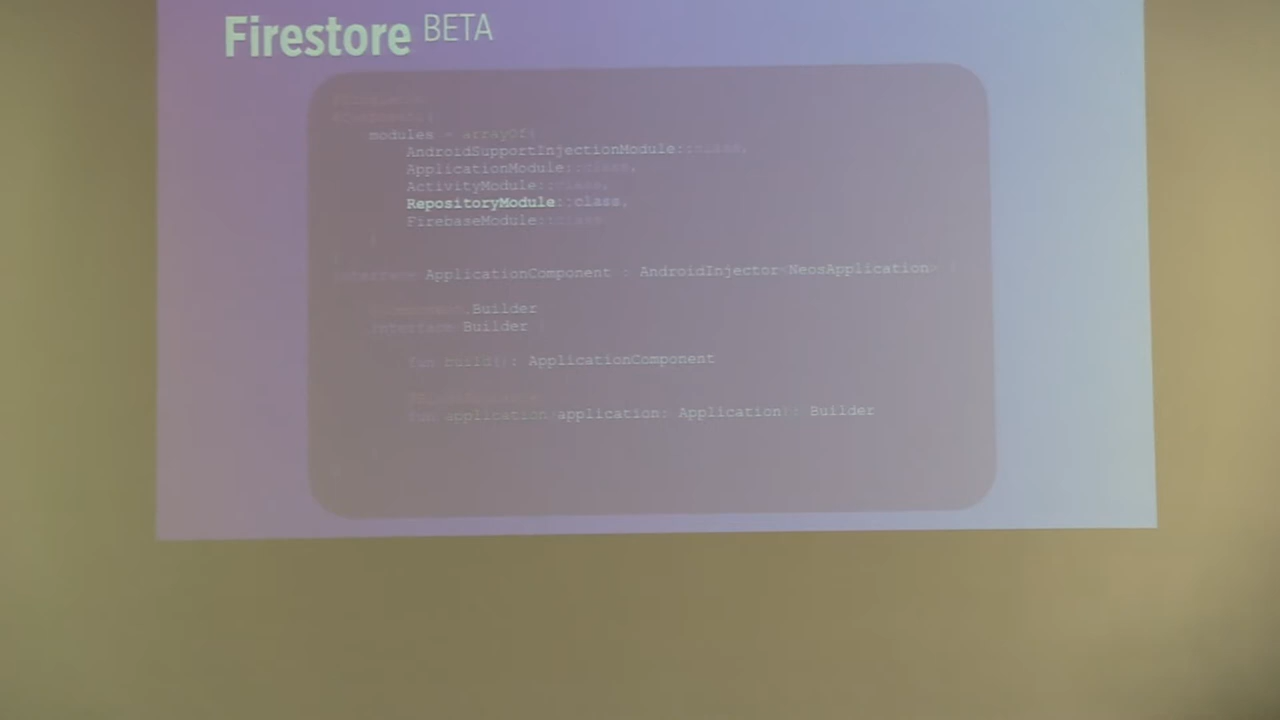 Firestore BETA
modules = arrayOf(
AndroidSupportInjectionModule::class,
ApplicationModule::class,
ActivityModule::class,
RepositoryModule::class,
FirebaseModule::class
)
interface ApplicationComponent : AndroidInjector<NeosApplication> {
.Builder
interface Builder {
fun build(): ApplicationComponent
fun application(application: Application): Builder